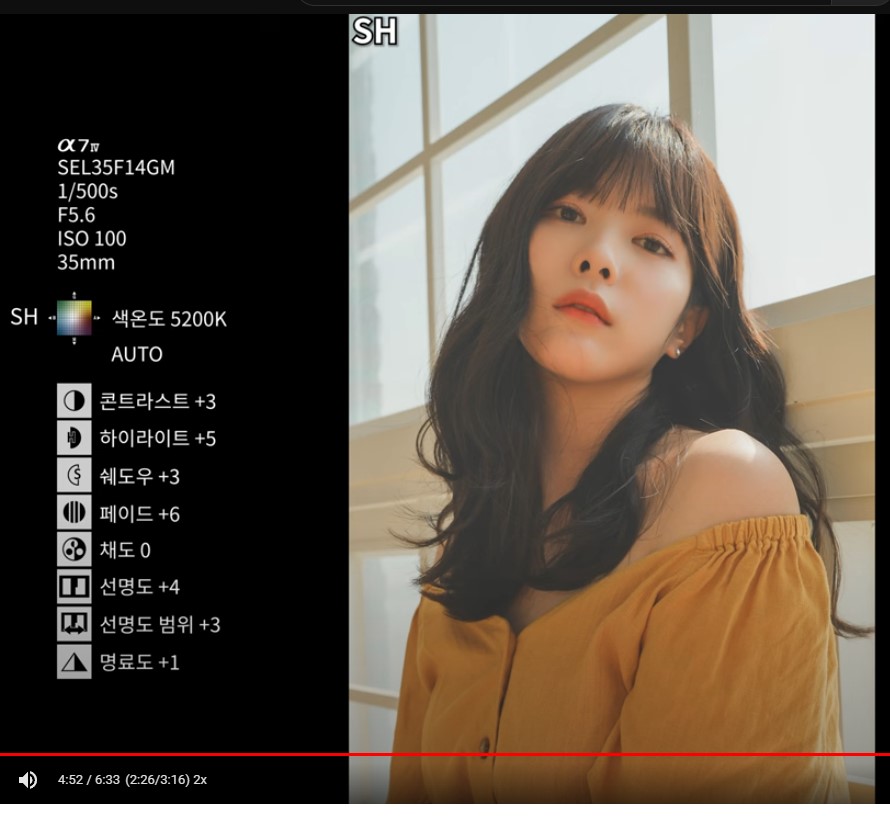 SH
α7Ⅳ
SEL35F14GM
1/500s
F5.6
ISO 100
35mm
SH 색온도 5200K
AUTO
콘트라스트 +3
하이라이트 +5
쉐도우 +3
페이드 +6
채도 0
선명도 +4
선명도 범위 +3
명료도 +1
4:52 / 6:33 (2:26/3:16) 2x